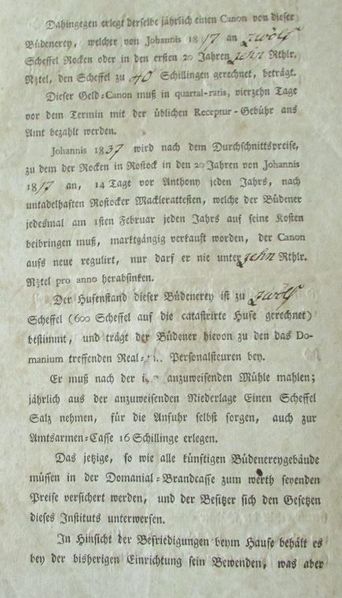 Dahingegen erlegt derselbe jährlich einen Canon von dieser
Büdenerey, welcher von Johannis 1817 an zwölf
Scheffel Rocken oder in den ersten 20 Jahren zehn Rthlr.
Nztel, den Scheffel zu 40 Schillingen gerechnet, beträgt.
Dieser Geld-Canon muß in quartal-ratis, vierzehn Tage
vor dem Termin mit der üblichen Receptur-Gebühr ans
Amt bezahlt werden.
Johannis 1837 wird nach dem Durchschnittspreise,
zu dem der Rocken in Rostock in den 20 Jahren von Johannis
1817 an, 14 Tage vor Anthony jeden Jahrs, nach
untadelhaften Rostocker Macklerattesten, welche der Büdener
jedesmal am 1sten Februar jeden Jahrs auf seine Kosten
beibringen muß, marktgängig verkauft worden, der Canon
aufs neue regulirt, nur darf er nie unter zehn Rthlr.
Nztel pro anno herabsinken.
Der Hufenstand dieser Büdenerey ist zu zwölf
Scheffel (600 Scheffel auf die catastrirte Hufe gerechnet)
bestimmt, und trägt der Büdener hievon zu den das Do-
manium treffenden Real- Personalsteuren bey.
Er muß nach der anzuweisenden Mühle mahlen;
jährlich aus der anzuweisenden Niederlage Einen Scheffel
Salz nehmen, für die Anfuhr selbst sorgen, auch zur
Amtsarmen-Casse 16 Schillinge erlegen.
Das jetzige, so wie alle künftigen Büdenereygebäude
müssen in der Domanial-Brandcasse zum werth seyenden
Preise versichert werden, und der Besitzer sich den Gesetzen
dieses Instituts unterwerfen.
In Hinsicht der Befriedigungen beym Hause behält es
bey der bisherigen Einrichtung sein Bewenden, was aber